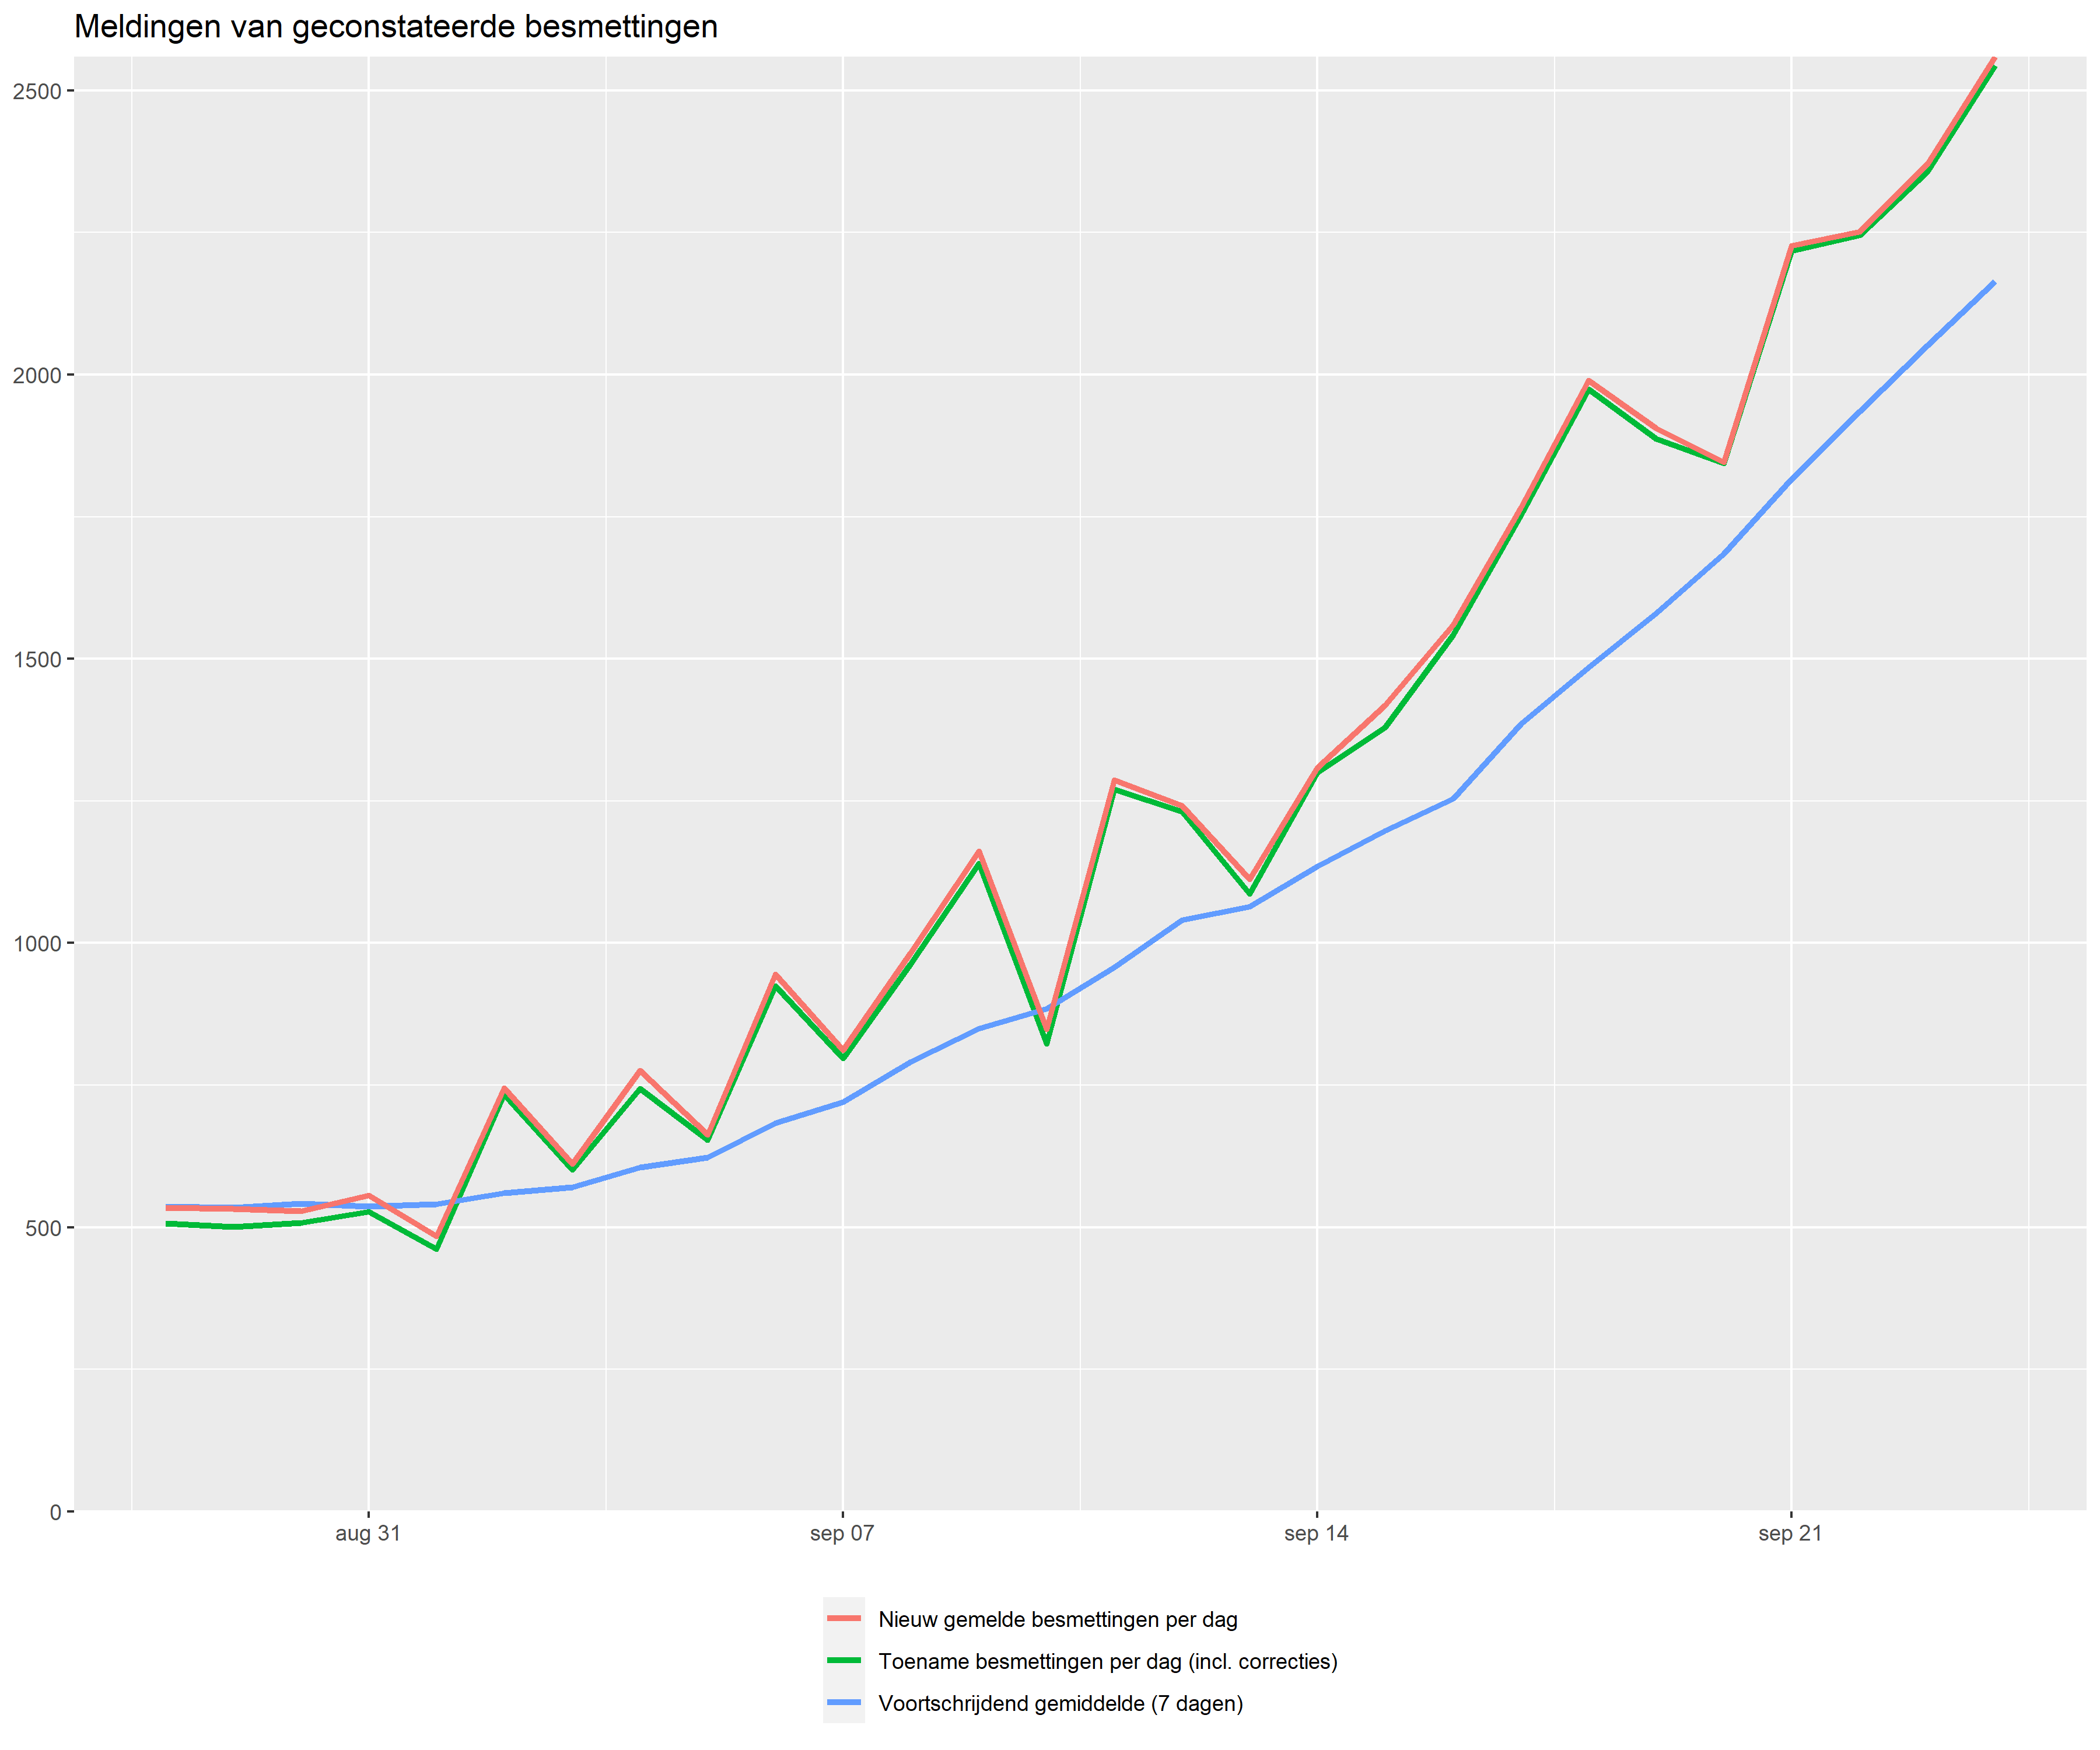 Meldingen van geconstateerde besmettingen
2500
2000
1500
1000
500
0
aug 31 sep 07 sep 14 sep 21
Nieuw gemelde besmettingen per dag
Toename besmettingen per dag (incl. correcties)
Voortschrijdend gemiddelde (7 dagen)